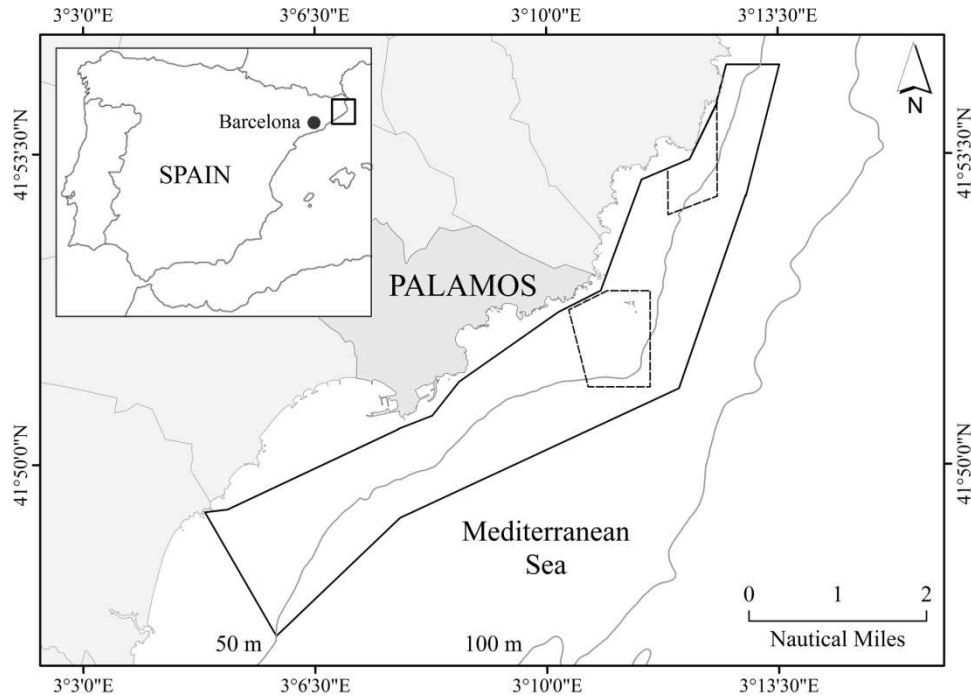 3°3'0"E 3°6'30"E 3°10'0"E 3°13'30"E
N
Barcelona
SPAIN
41°53'30"N
41°53'30"N
PALAMOS
41°50'0"N
41°50'0"N
Mediterranean
Sea
0 1 2
Nautical Miles
50 m
100 m
3°3'0"E 3°6'30"E 3°10'0"E 3°13'30"E